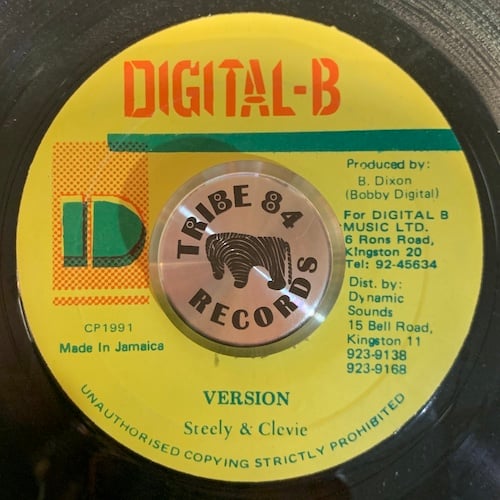 DIGITAL-B
Produced by:
B. Dixon
(Bobby Digital)
For DIGITAL B
MUSIC LTD.
6 Rons Road,
Kingston 20
Tel: 92-45634
Dist. by:
Dynamic
Sounds
15 Bell Road,
Kingston 11
923-9138
923-9168
D
CP1991
Made In Jamaica
TRIBE 84
RECORDS
VERSION
Steely & Clevie
UNAUTHORISED COPYING STRICTLY PROHIBITED